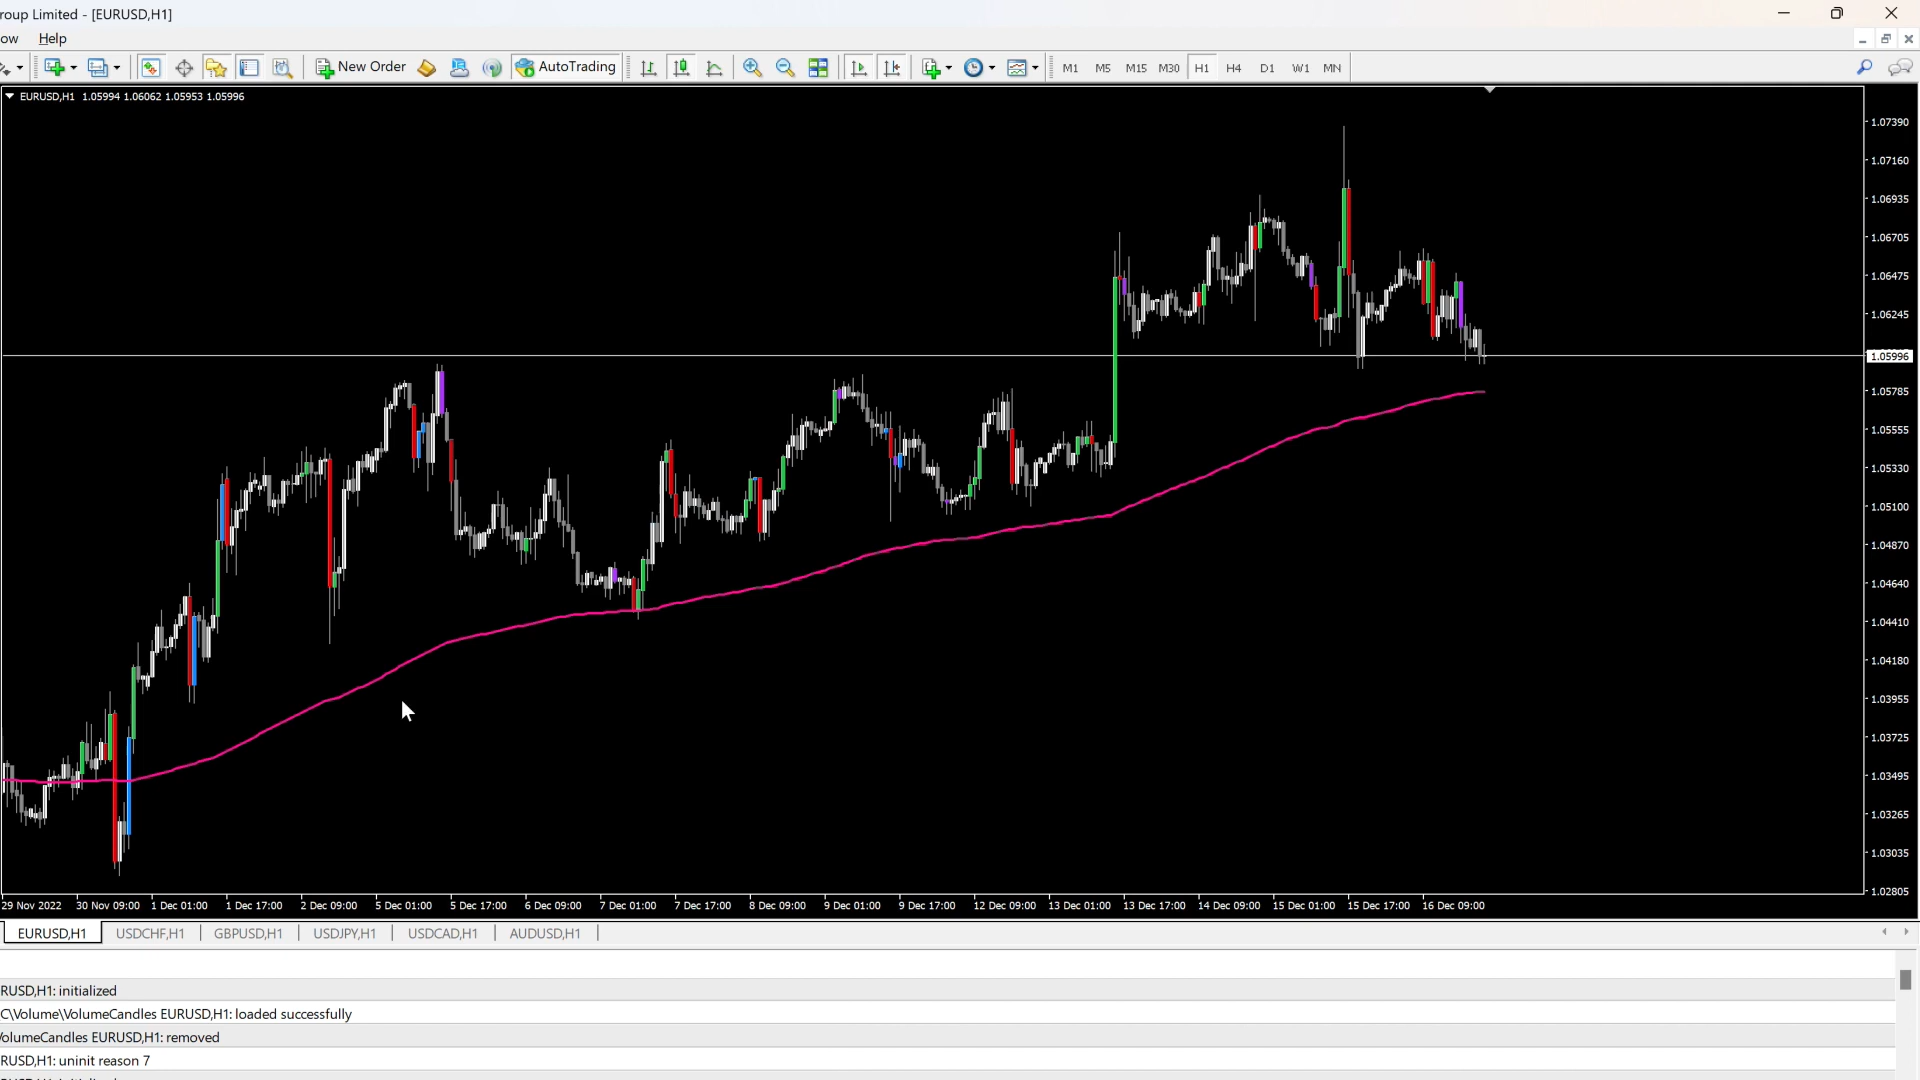 roup Limited - [EURUSD,H1]
ow Help
New Order AutoTrading M1 M5 M15 M30 H1 H4 D1 W1 MN
EURUSD,H1 1.05994 1.06062 1.05953 1.05996
1.07390
1.07160
1.06935
1.06705
1.06475
1.06245
1.05996
1.05785
1.05555
1.05330
1.05100
1.04870
1.04640
1.04410
1.04180
1.03955
1.03725
1.03495
1.03265
1.03035
1.02805
29 Nov 2022 30 Nov 09:00 1 Dec 01:00 1 Dec 17:00 2 Dec 09:00 5 Dec 01:00 5 Dec 17:00 6 Dec 09:00 7 Dec 01:00 7 Dec 17:00 8 Dec 09:00 9 Dec 01:00 9 Dec 17:00 12 Dec 09:00 13 Dec 01:00 13 Dec 17:00 14 Dec 09:00 15 Dec 01:00 15 Dec 17:00 16 Dec 09:00
EURUSD,H1 USDCHF,H1 GBPUSD,H1 USDJPY,H1 USDCAD,H1 AUDUSD,H1
RUSD,H1: initialized
C\Volume\VolumeCandles EURUSD,H1: loaded successfully
VolumeCandles EURUSD,H1: removed
RUSD,H1: uninit reason 7